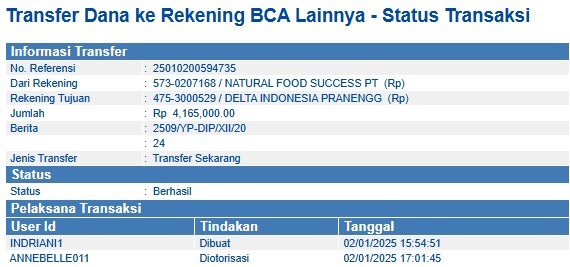 Transfer Dana ke Rekening BCA Lainnya - Status Transaksi
Informasi Transfer
No. Referensi : 25010200594735
Dari Rekening : 573-0207168 / NATURAL FOOD SUCCESS PT (Rp)
Rekening Tujuan : 475-3000529 / DELTA INDONESIA PRANENGG (Rp)
Jumlah : Rp 4,165,000.00
Berita : 2509/YP-DIP/XII/20
: 24
Jenis Transfer : Transfer Sekarang
Status
Status : Berhasil
Pelaksana Transaksi
User Id Tindakan Tanggal
INDRIANI1 Dibuat 02/01/2025 15:54:51
ANNEBELLE011 Diotorisasi 02/01/2025 17:01:45